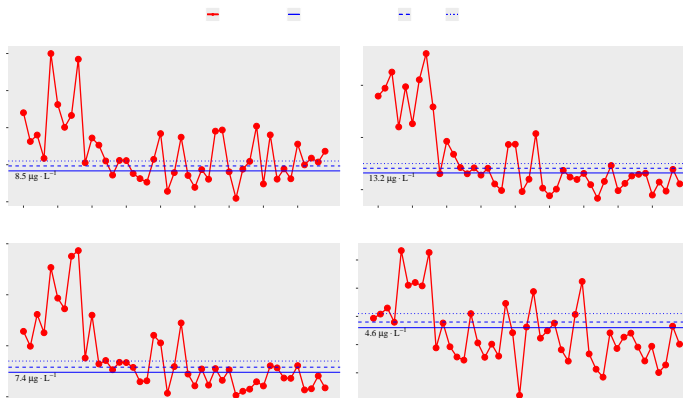 8.5 µg · L⁻¹
13.2 µg · L⁻¹
7.4 µg · L⁻¹
4.6 µg · L⁻¹